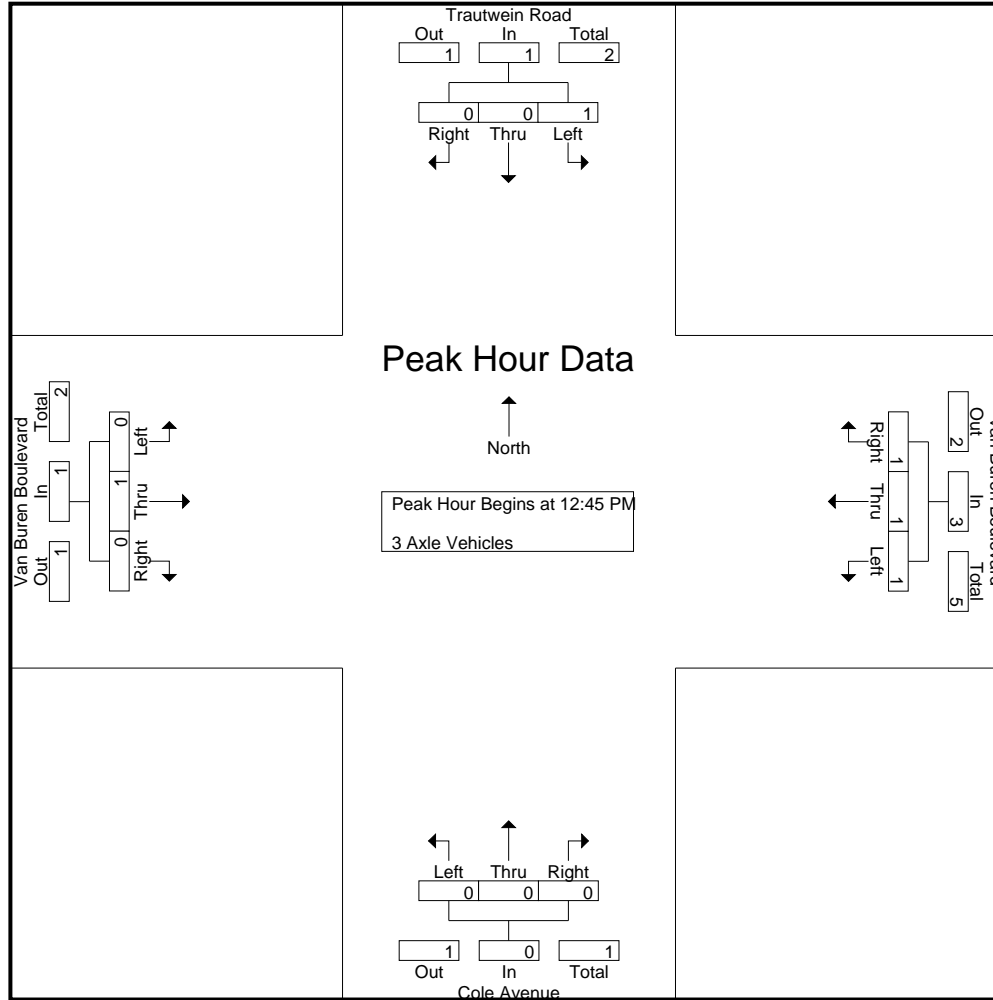 Trautwein Road
Out In Total
1 1 2
0 0 1
Right Thru Left
Peak Hour Data
North
Peak Hour Begins at 12:45 PM
3 Axle Vehicles
Van Buren Boulevard
Out In Total
1 1 2
0 1 0
Left Thru Right
Van Buren Boulevard
Out In Total
2 3 5
1 1 1
Right Thru Left
Left Thru Right
0 0 0
1 0 1
Out In Total
Cole Avenue